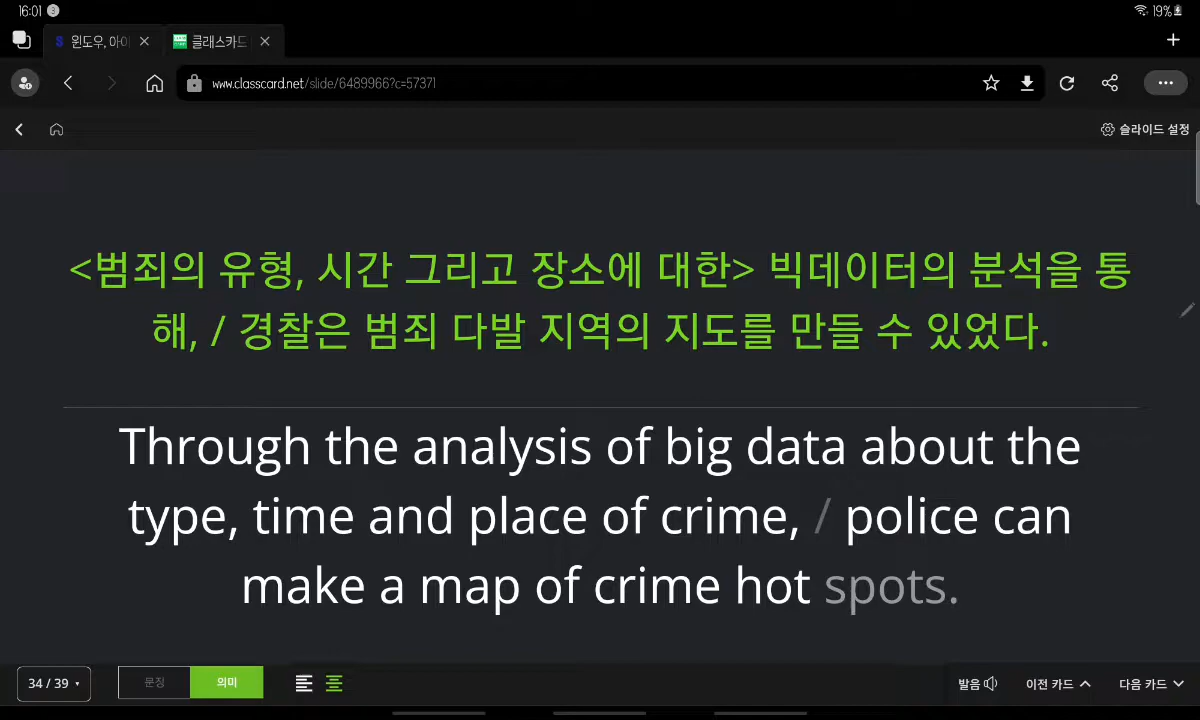 16:01 3 19%
S 윈도우, 아이 클래스카드
www.classcard.net/slide/6489966?c=57371
슬라이드 설정
<범죄의 유형, 시간 그리고 장소에 대한> 빅데이터의 분석을 통
해, / 경찰은 범죄 다발 지역의 지도를 만들 수 있었다.
Through the analysis of big data about the
type, time and place of crime, / police can
make a map of crime hot spots.
34 / 39 문장 의미 발음 이전 카드 다음 카드